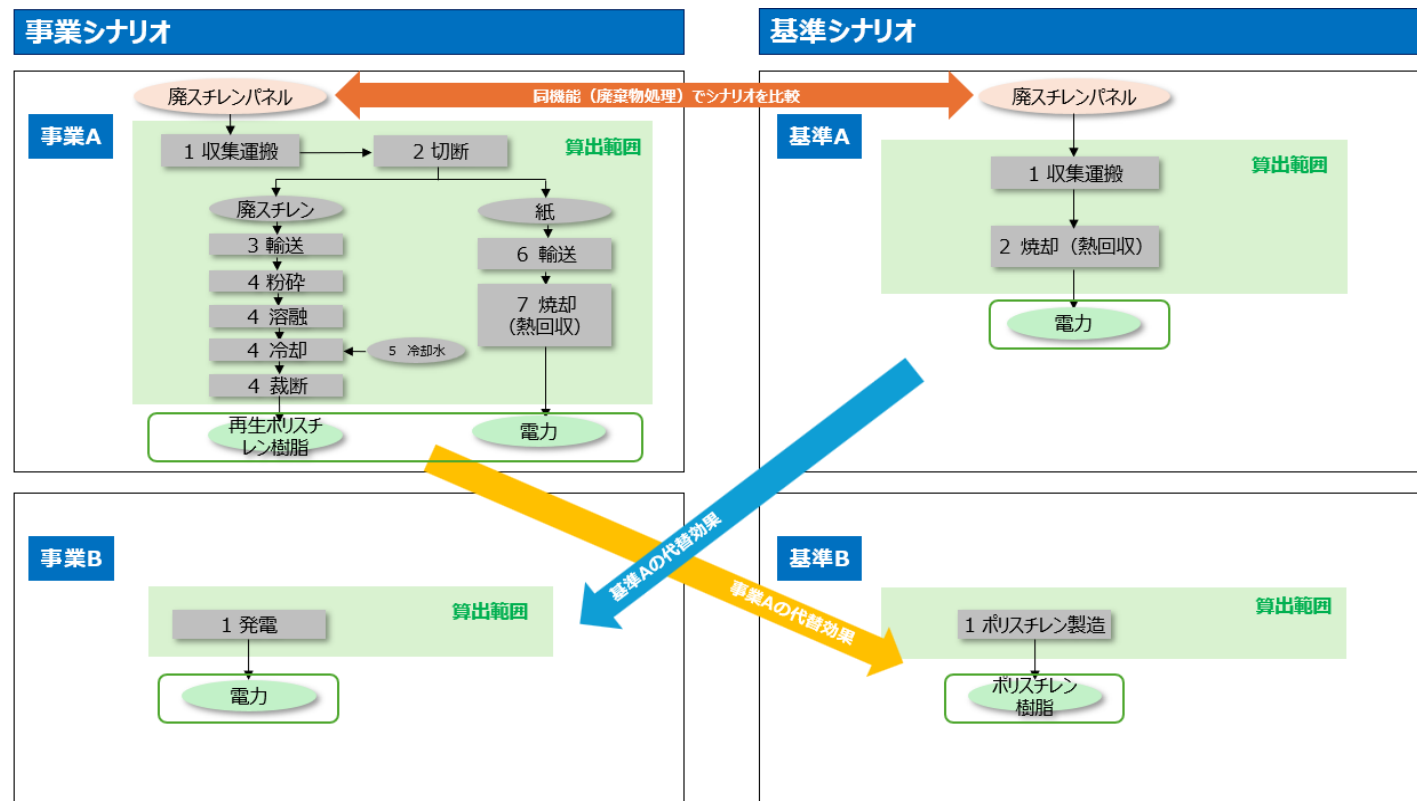 事業シナリオ
基準シナリオ
同機能（廃棄物処理）でシナリオを比較
事業A
廃スチレンパネル
算出範囲
1 収集運搬
2 切断
廃スチレン
紙
3 輸送
4 粉砕
4 溶融
4 冷却
5 冷却水
4 裁断
6 輸送
7 焼却
(熱回収）
再生ポリスチ
レン樹脂
電力
基準A
廃スチレンパネル
算出範囲
1 収集運搬
2 焼却（熱回収）
電力
基準Aの代替効果
事業Aの代替効果
事業B
算出範囲
1 発電
電力
基準B
算出範囲
1 ポリスチレン製造
ポリスチレン
樹脂